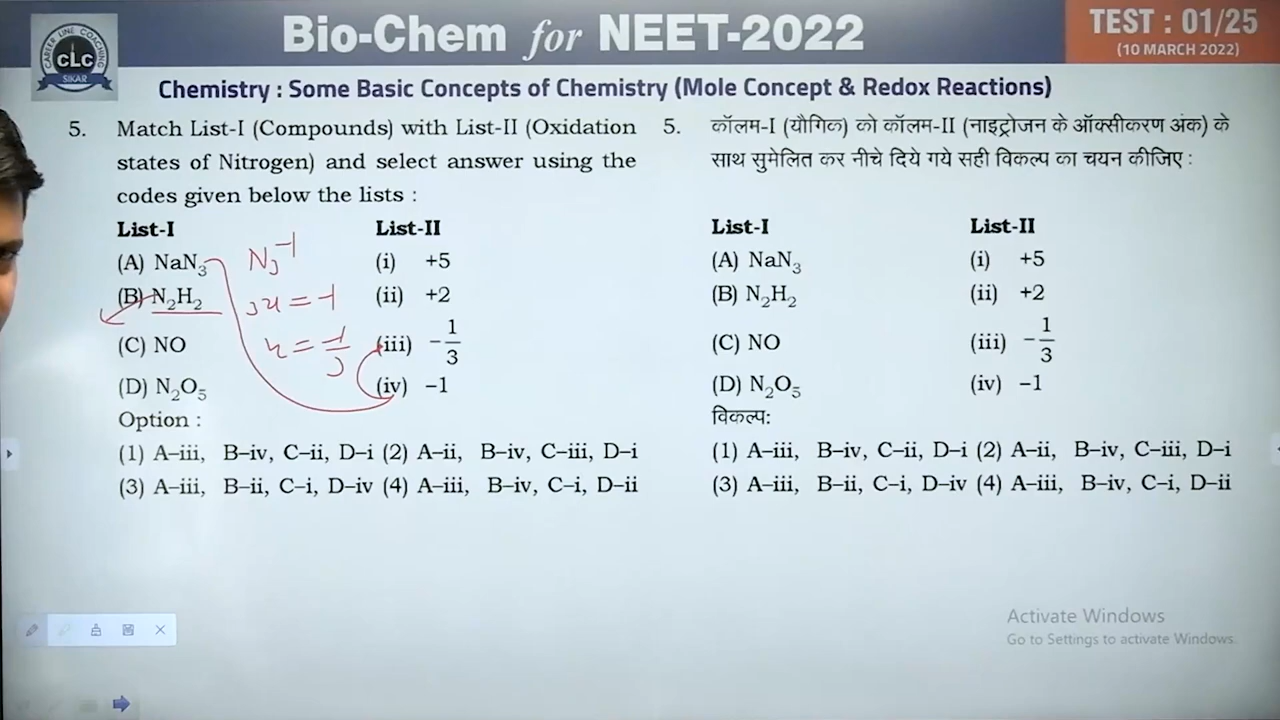 CAREER LINE COACHING
CLC
SIKAR
Bio-Chem for NEET-2022
TEST : 01/25
(10 MARCH 2022)
Chemistry : Some Basic Concepts of Chemistry (Mole Concept & Redox Reactions)
5. Match List-I (Compounds) with List-II (Oxidation
states of Nitrogen) and select answer using the
codes given below the lists :
List-I List-II
(A) NaN₃ (i) +5
(B) N₂H₂ (ii) +2
(C) NO (iii) −1/3
(D) N₂O₅ (iv) −1
Option :
(1) A–iii, B–iv, C–ii, D–i (2) A–ii, B–iv, C–iii, D–i
(3) A–iii, B–ii, C–i, D–iv (4) A–iii, B–iv, C–i, D–ii
N₃⁻¹
3x = −1
x = −1/3
5. कॉलम-I (यौगिक) को कॉलम-II (नाइट्रोजन के ऑक्सीकरण अंक) के
साथ सुमेलित कर नीचे दिये गये सही विकल्प का चयन कीजिए :
List-I List-II
(A) NaN₃ (i) +5
(B) N₂H₂ (ii) +2
(C) NO (iii) −1/3
(D) N₂O₅ (iv) −1
विकल्प:
(1) A–iii, B–iv, C–ii, D–i (2) A–ii, B–iv, C–iii, D–i
(3) A–iii, B–ii, C–i, D–iv (4) A–iii, B–iv, C–i, D–ii
Activate Windows
Go to Settings to activate Windows.